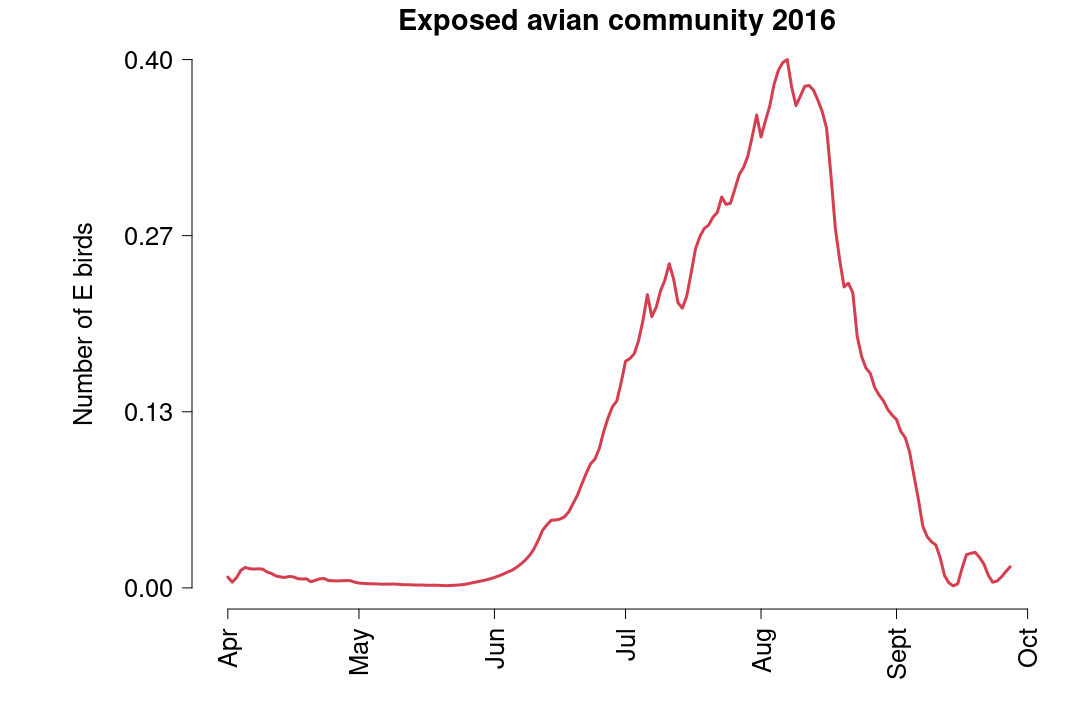 Exposed avian community 2016
0.40
0.27
0.13
0.00
Number of E birds
Apr
May
Jun
Jul
Aug
Sept
Oct